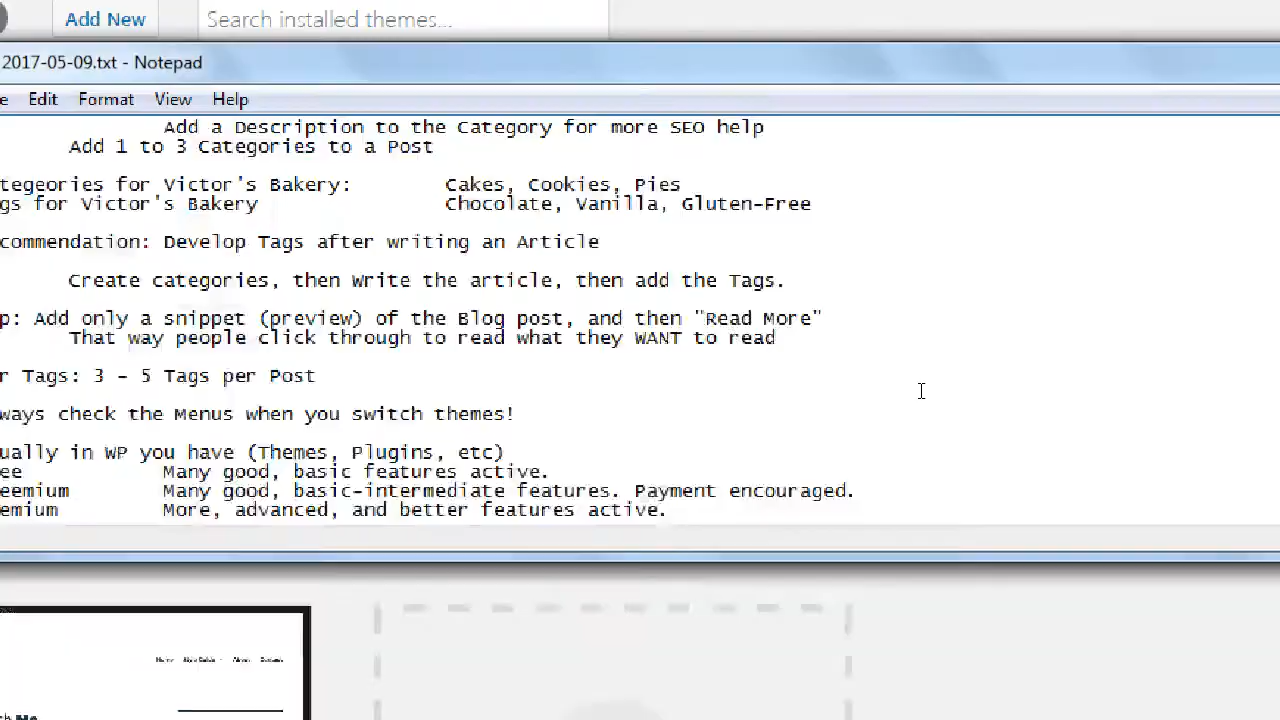 Add New
Search installed themes...
2017-05-09.txt - Notepad
e Edit Format View Help
Add a Description to the Category for more SEO help
Add 1 to 3 Categories to a Post
tegeories for Victor's Bakery: Cakes, Cookies, Pies
gs for Victor's Bakery Chocolate, Vanilla, Gluten-Free
commendation: Develop Tags after writing an Article
Create categories, then Write the article, then add the Tags.
p: Add only a snippet (preview) of the Blog post, and then "Read More"
That way people click through to read what they WANT to read
r Tags: 3 - 5 Tags per Post
ways check the Menus when you switch themes!
ually in WP you have (Themes, Plugins, etc)
ee Many good, basic features active.
eemium Many good, basic-intermediate features. Payment encouraged.
emium More, advanced, and better features active.
Home